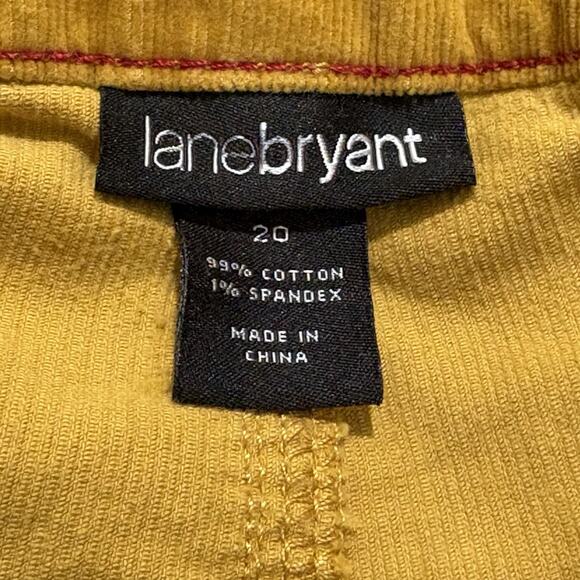 lanebryant
20
99% COTTON
1% SPANDEX
MADE IN
CHINA